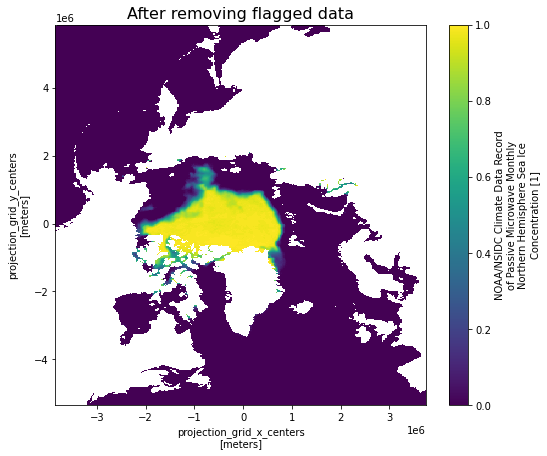 After removing flagged data
1e6
4
2
0
−2
−4
projection_grid_y_centers
[meters]
−3
−2
−1
0
1
2
3
1e6
projection_grid_x_centers
[meters]
1.0
0.8
0.6
0.4
0.2
0.0
NOAA/NSIDC Climate Data Record
of Passive Microwave Monthly
Northern Hemisphere Sea Ice
Concentration [1]